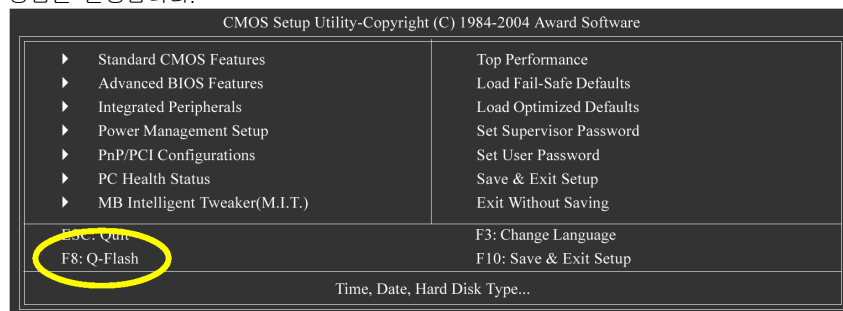 CMOS Setup Utility-Copyright (C) 1984-2004 Award Software
Standard CMOS Features
Advanced BIOS Features
Integrated Peripherals
Power Management Setup
PnP/PCI Configurations
PC Health Status
MB Intelligent Tweaker(M.I.T.)
Top Performance
Load Fail-Safe Defaults
Load Optimized Defaults
Set Supervisor Password
Set User Password
Save & Exit Setup
Exit Without Saving
ESC: Quit
F8: Q-Flash
F3: Change Language
F10: Save & Exit Setup
Time, Date, Hard Disk Type...